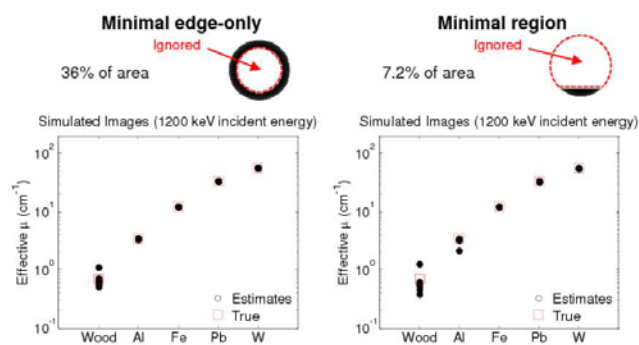 Minimal edge-only
Ignored
36% of area
Simulated Images (1200 keV incident energy)
Effective μ (cm⁻¹)
10²
10¹
10⁰
10⁻¹
Estimates
True
Wood Al Fe Pb W
Minimal region
Ignored
7.2% of area
Simulated Images (1200 keV incident energy)
Effective μ (cm⁻¹)
10²
10¹
10⁰
10⁻¹
Estimates
True
Wood Al Fe Pb W